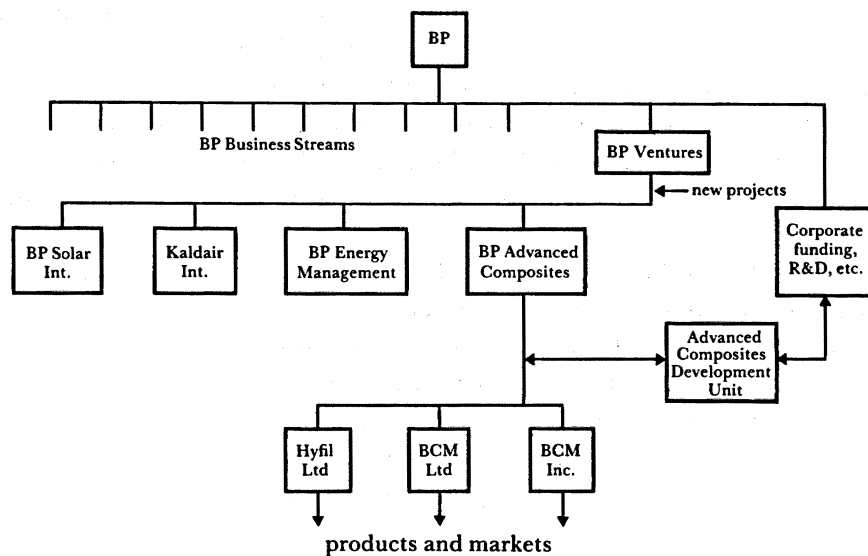 BP
BP Business Streams
BP Ventures
new projects
BP Solar
Int.
Kaldair
Int.
BP Energy
Management
BP Advanced
Composites
Corporate
funding,
R&D, etc.
Advanced
Composites
Development
Unit
Hyfil
Ltd
BCM
Ltd
BCM
Inc.
products and markets